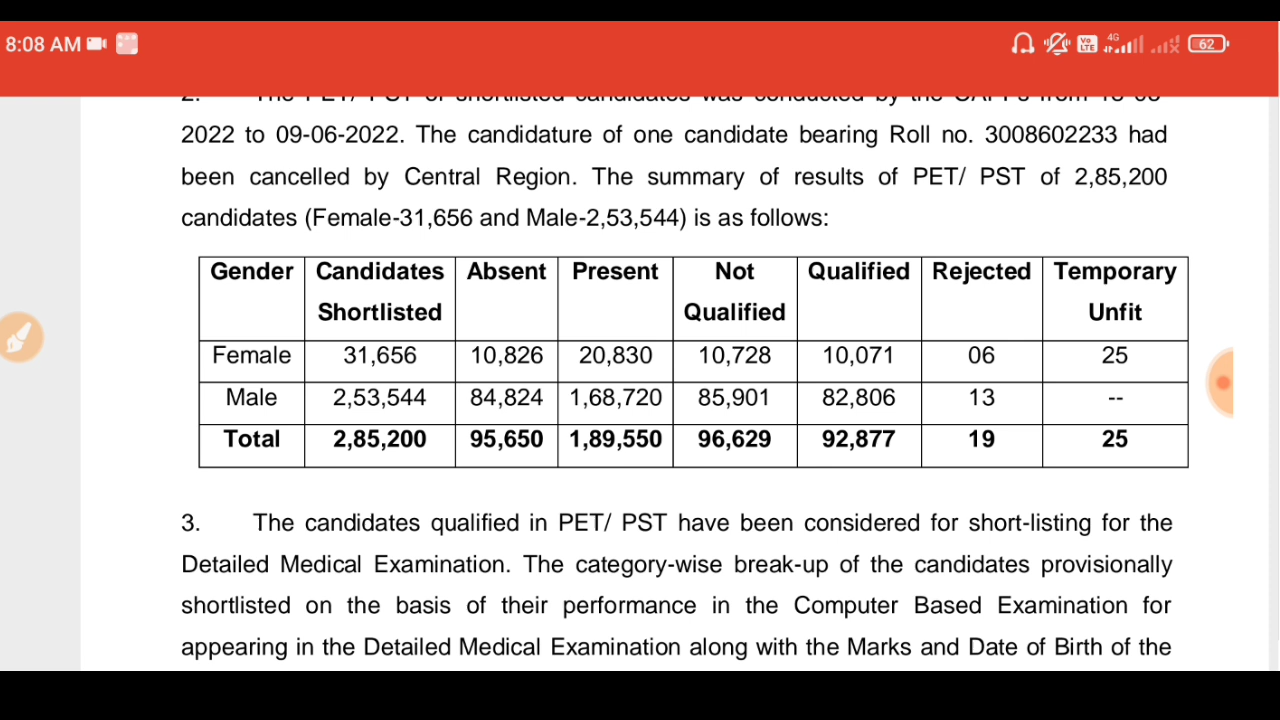 8:08 AM
Vo LTE 4G 62
2022 to 09-06-2022. The candidature of one candidate bearing Roll no. 3008602233 had
been cancelled by Central Region. The summary of results of PET/ PST of 2,85,200
candidates (Female-31,656 and Male-2,53,544) is as follows:
Gender Candidates Absent Present Not Qualified Rejected Temporary
Shortlisted Qualified Unfit
Female 31,656 10,826 20,830 10,728 10,071 06 25
Male 2,53,544 84,824 1,68,720 85,901 82,806 13 --
Total 2,85,200 95,650 1,89,550 96,629 92,877 19 25
3. The candidates qualified in PET/ PST have been considered for short-listing for the
Detailed Medical Examination. The category-wise break-up of the candidates provisionally
shortlisted on the basis of their performance in the Computer Based Examination for
appearing in the Detailed Medical Examination along with the Marks and Date of Birth of the